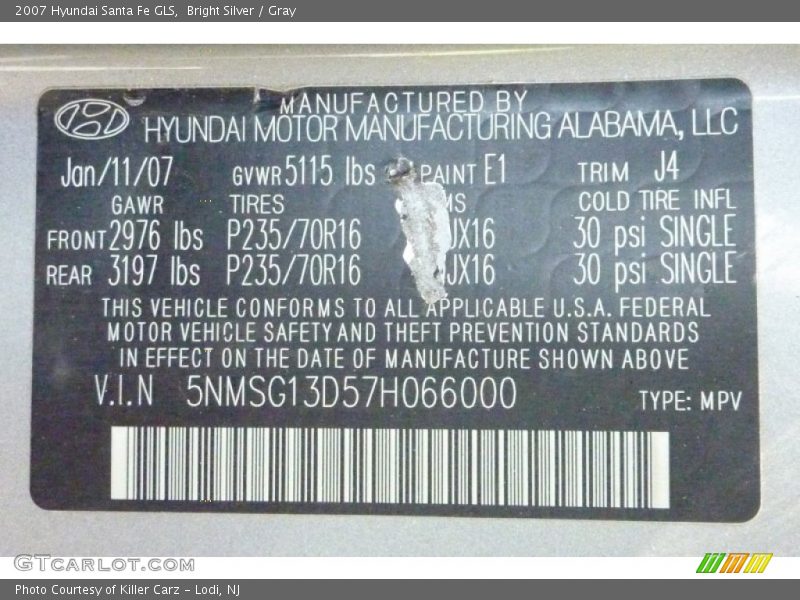 2007 Hyundai Santa Fe GLS, Bright Silver / Gray
MANUFACTURED BY
HYUNDAI MOTOR MANUFACTURING ALABAMA, LLC
Jan/11/07 GVWR 5115 lbs PAINT E1 TRIM J4
GAWR TIRES COLD TIRE INFL
FRONT 2976 lbs P235/70R16 JX16 30 psi SINGLE
REAR 3197 lbs P235/70R16 JX16 30 psi SINGLE
THIS VEHICLE CONFORMS TO ALL APPLICABLE U.S.A. FEDERAL
MOTOR VEHICLE SAFETY AND THEFT PREVENTION STANDARDS
IN EFFECT ON THE DATE OF MANUFACTURE SHOWN ABOVE
V.I.N 5NMSG13D57H066000 TYPE: MPV
GTCARLOT.COM
Photo Courtesy of Killer Carz - Lodi, NJ